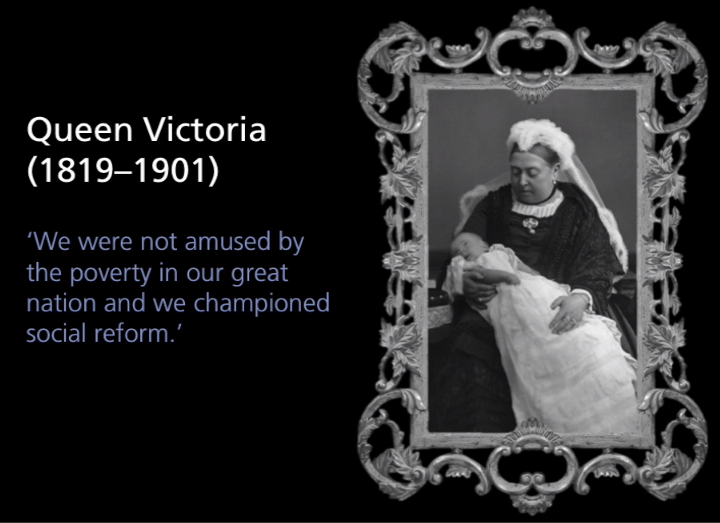 Queen Victoria
(1819–1901)
‘We were not amused by
the poverty in our great
nation and we championed
social reform.’